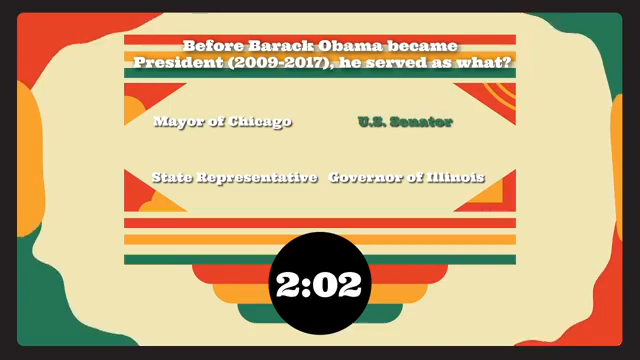 Before Barack Obama became
President (2009-2017), he served as what?
Mayor of Chicago
U.S. Senator
State Representative
Governor of Illinois
2:02